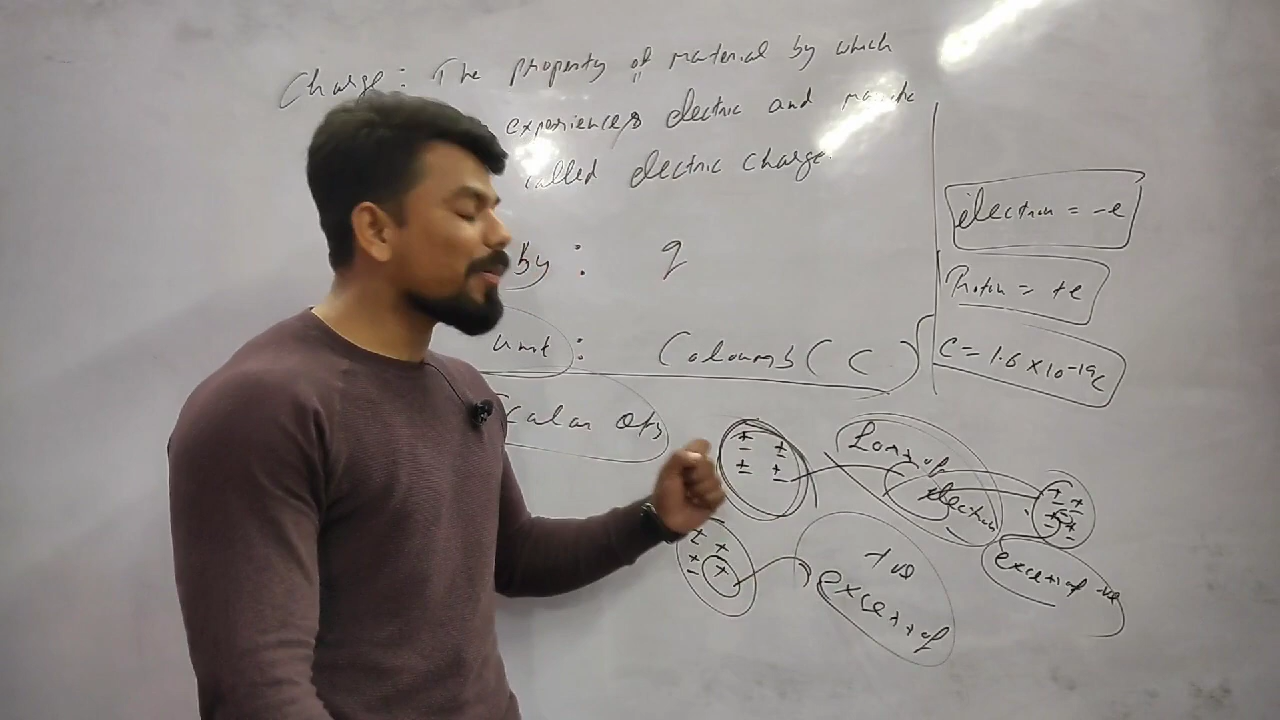 Charge: The property of material by which
experiences electric and
called electric charge.
by: q
unit: Coloumb (C)
Scalar Qty
electron = -e
Proton = +e
e = 1.6 × 10-19 C
+ ±
-
± ±
Loss of
electron
+ +
+ +
- +
+ve
excess of
excess of -ve